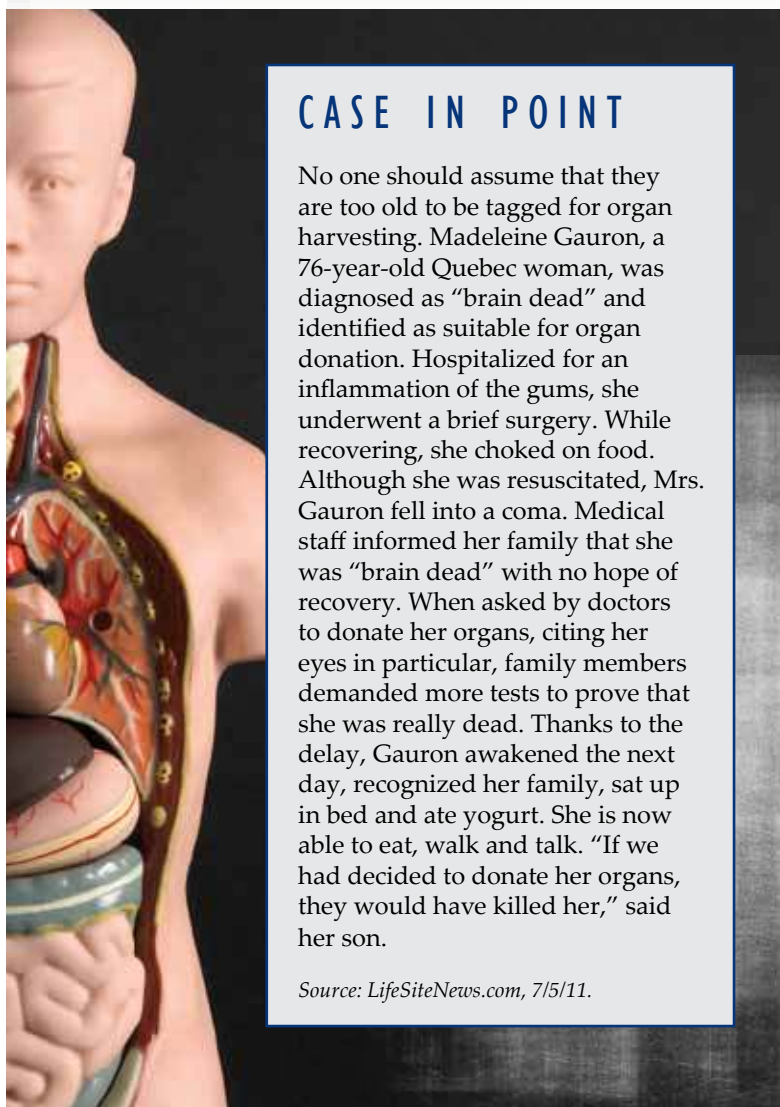 CASE IN POINT
No one should assume that they
are too old to be tagged for organ
harvesting. Madeleine Gauron, a
76-year-old Quebec woman, was
diagnosed as “brain dead” and
identified as suitable for organ
donation. Hospitalized for an
inflammation of the gums, she
underwent a brief surgery. While
recovering, she choked on food.
Although she was resuscitated, Mrs.
Gauron fell into a coma. Medical
staff informed her family that she
was “brain dead” with no hope of
recovery. When asked by doctors
to donate her organs, citing her
eyes in particular, family members
demanded more tests to prove that
she was really dead. Thanks to the
delay, Gauron awakened the next
day, recognized her family, sat up
in bed and ate yogurt. She is now
able to eat, walk and talk. “If we
had decided to donate her organs,
they would have killed her,” said
her son.
Source: LifeSiteNews.com, 7/5/11.